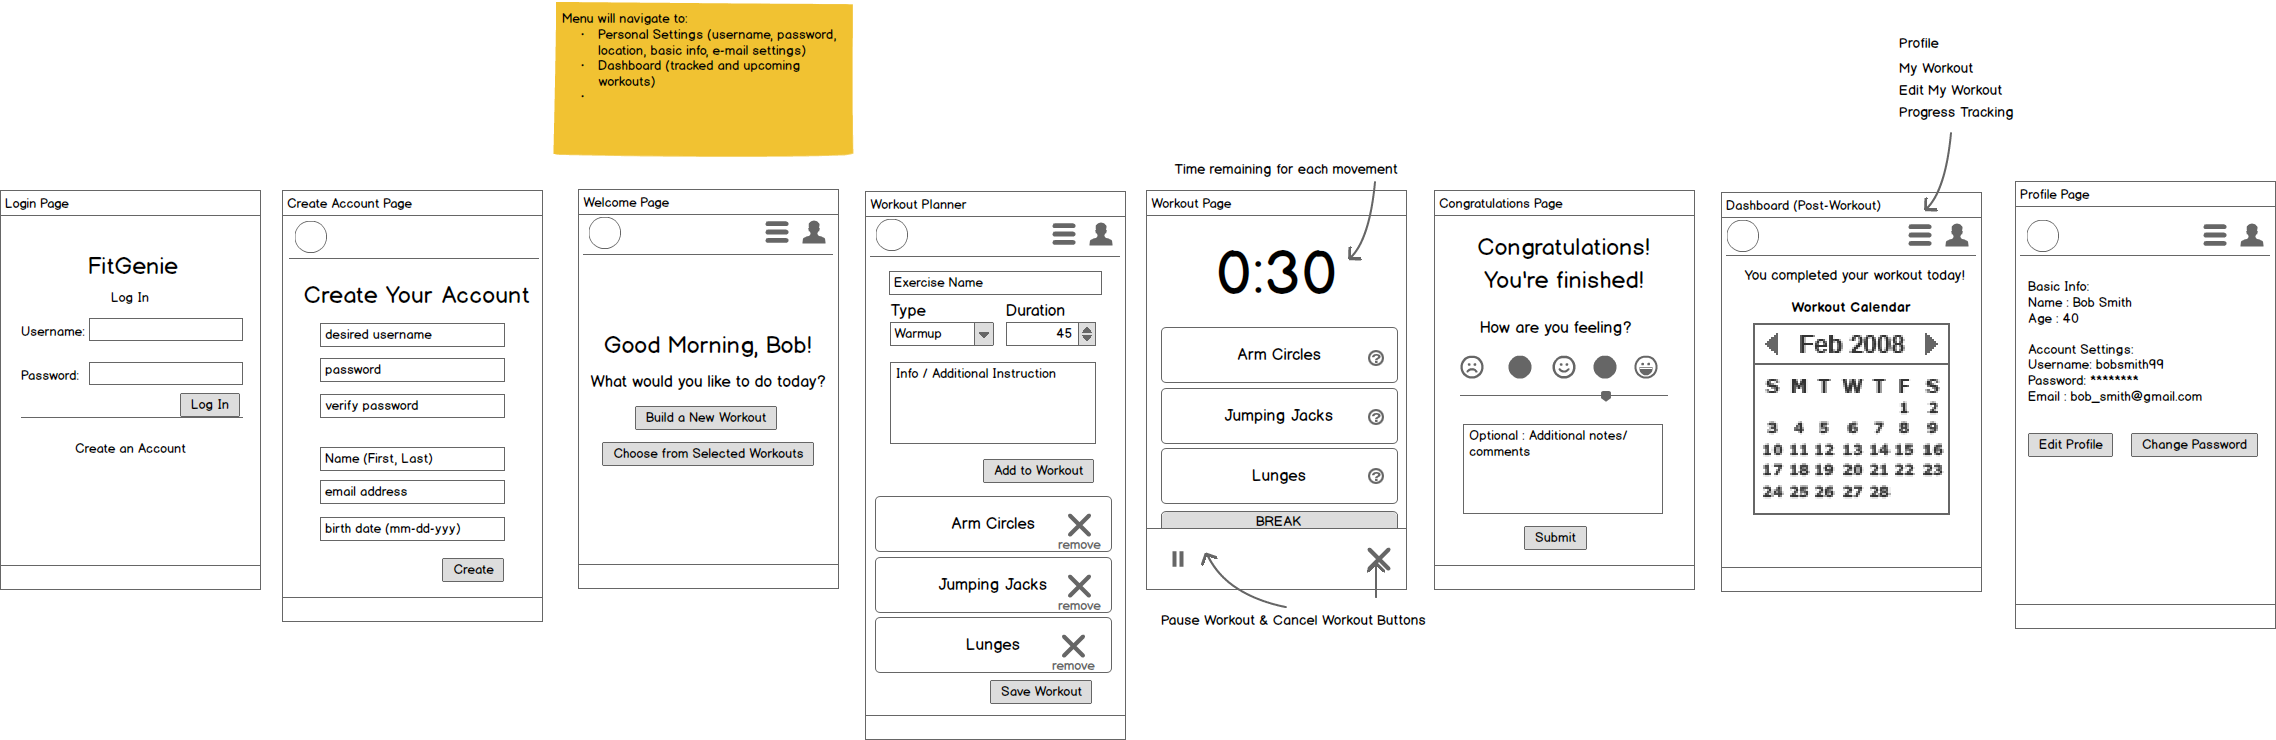 Menu will navigate to:
· Personal Settings (username, password,
location, basic info, e-mail settings)
· Dashboard (tracked and upcoming
workouts)
·
Login Page
FitGenie
Log In
Username:
Password:
Log In
Create an Account
Create Account Page
Create Your Account
desired username
password
verify password
Name (First, Last)
email address
birth date (mm-dd-yyy)
Create
Welcome Page
Good Morning, Bob!
What would you like to do today?
Build a New Workout
Choose from Selected Workouts
Workout Planner
Exercise Name
Type Duration
Warmup 45
Info / Additional Instruction
Add to Workout
Arm Circles
remove
Jumping Jacks
remove
Lunges
remove
Save Workout
Time remaining for each movement
Workout Page
0:30
Arm Circles ?
Jumping Jacks ?
Lunges ?
BREAK
Pause Workout & Cancel Workout Buttons
Congratulations Page
Congratulations!
You're finished!
How are you feeling?
Optional : Additional notes/
comments
Submit
Profile
My Workout
Edit My Workout
Progress Tracking
Dashboard (Post-Workout)
You completed your workout today!
Workout Calendar
Feb 2008
S M T W T F S
1 2
3 4 5 6 7 8 9
10 11 12 13 14 15 16
17 18 19 20 21 22 23
24 25 26 27 28
Profile Page
Basic Info:
Name : Bob Smith
Age : 40
Account Settings:
Username: bobsmith99
Password: ********
Email : bob_smith@gmail.com
Edit Profile
Change Password